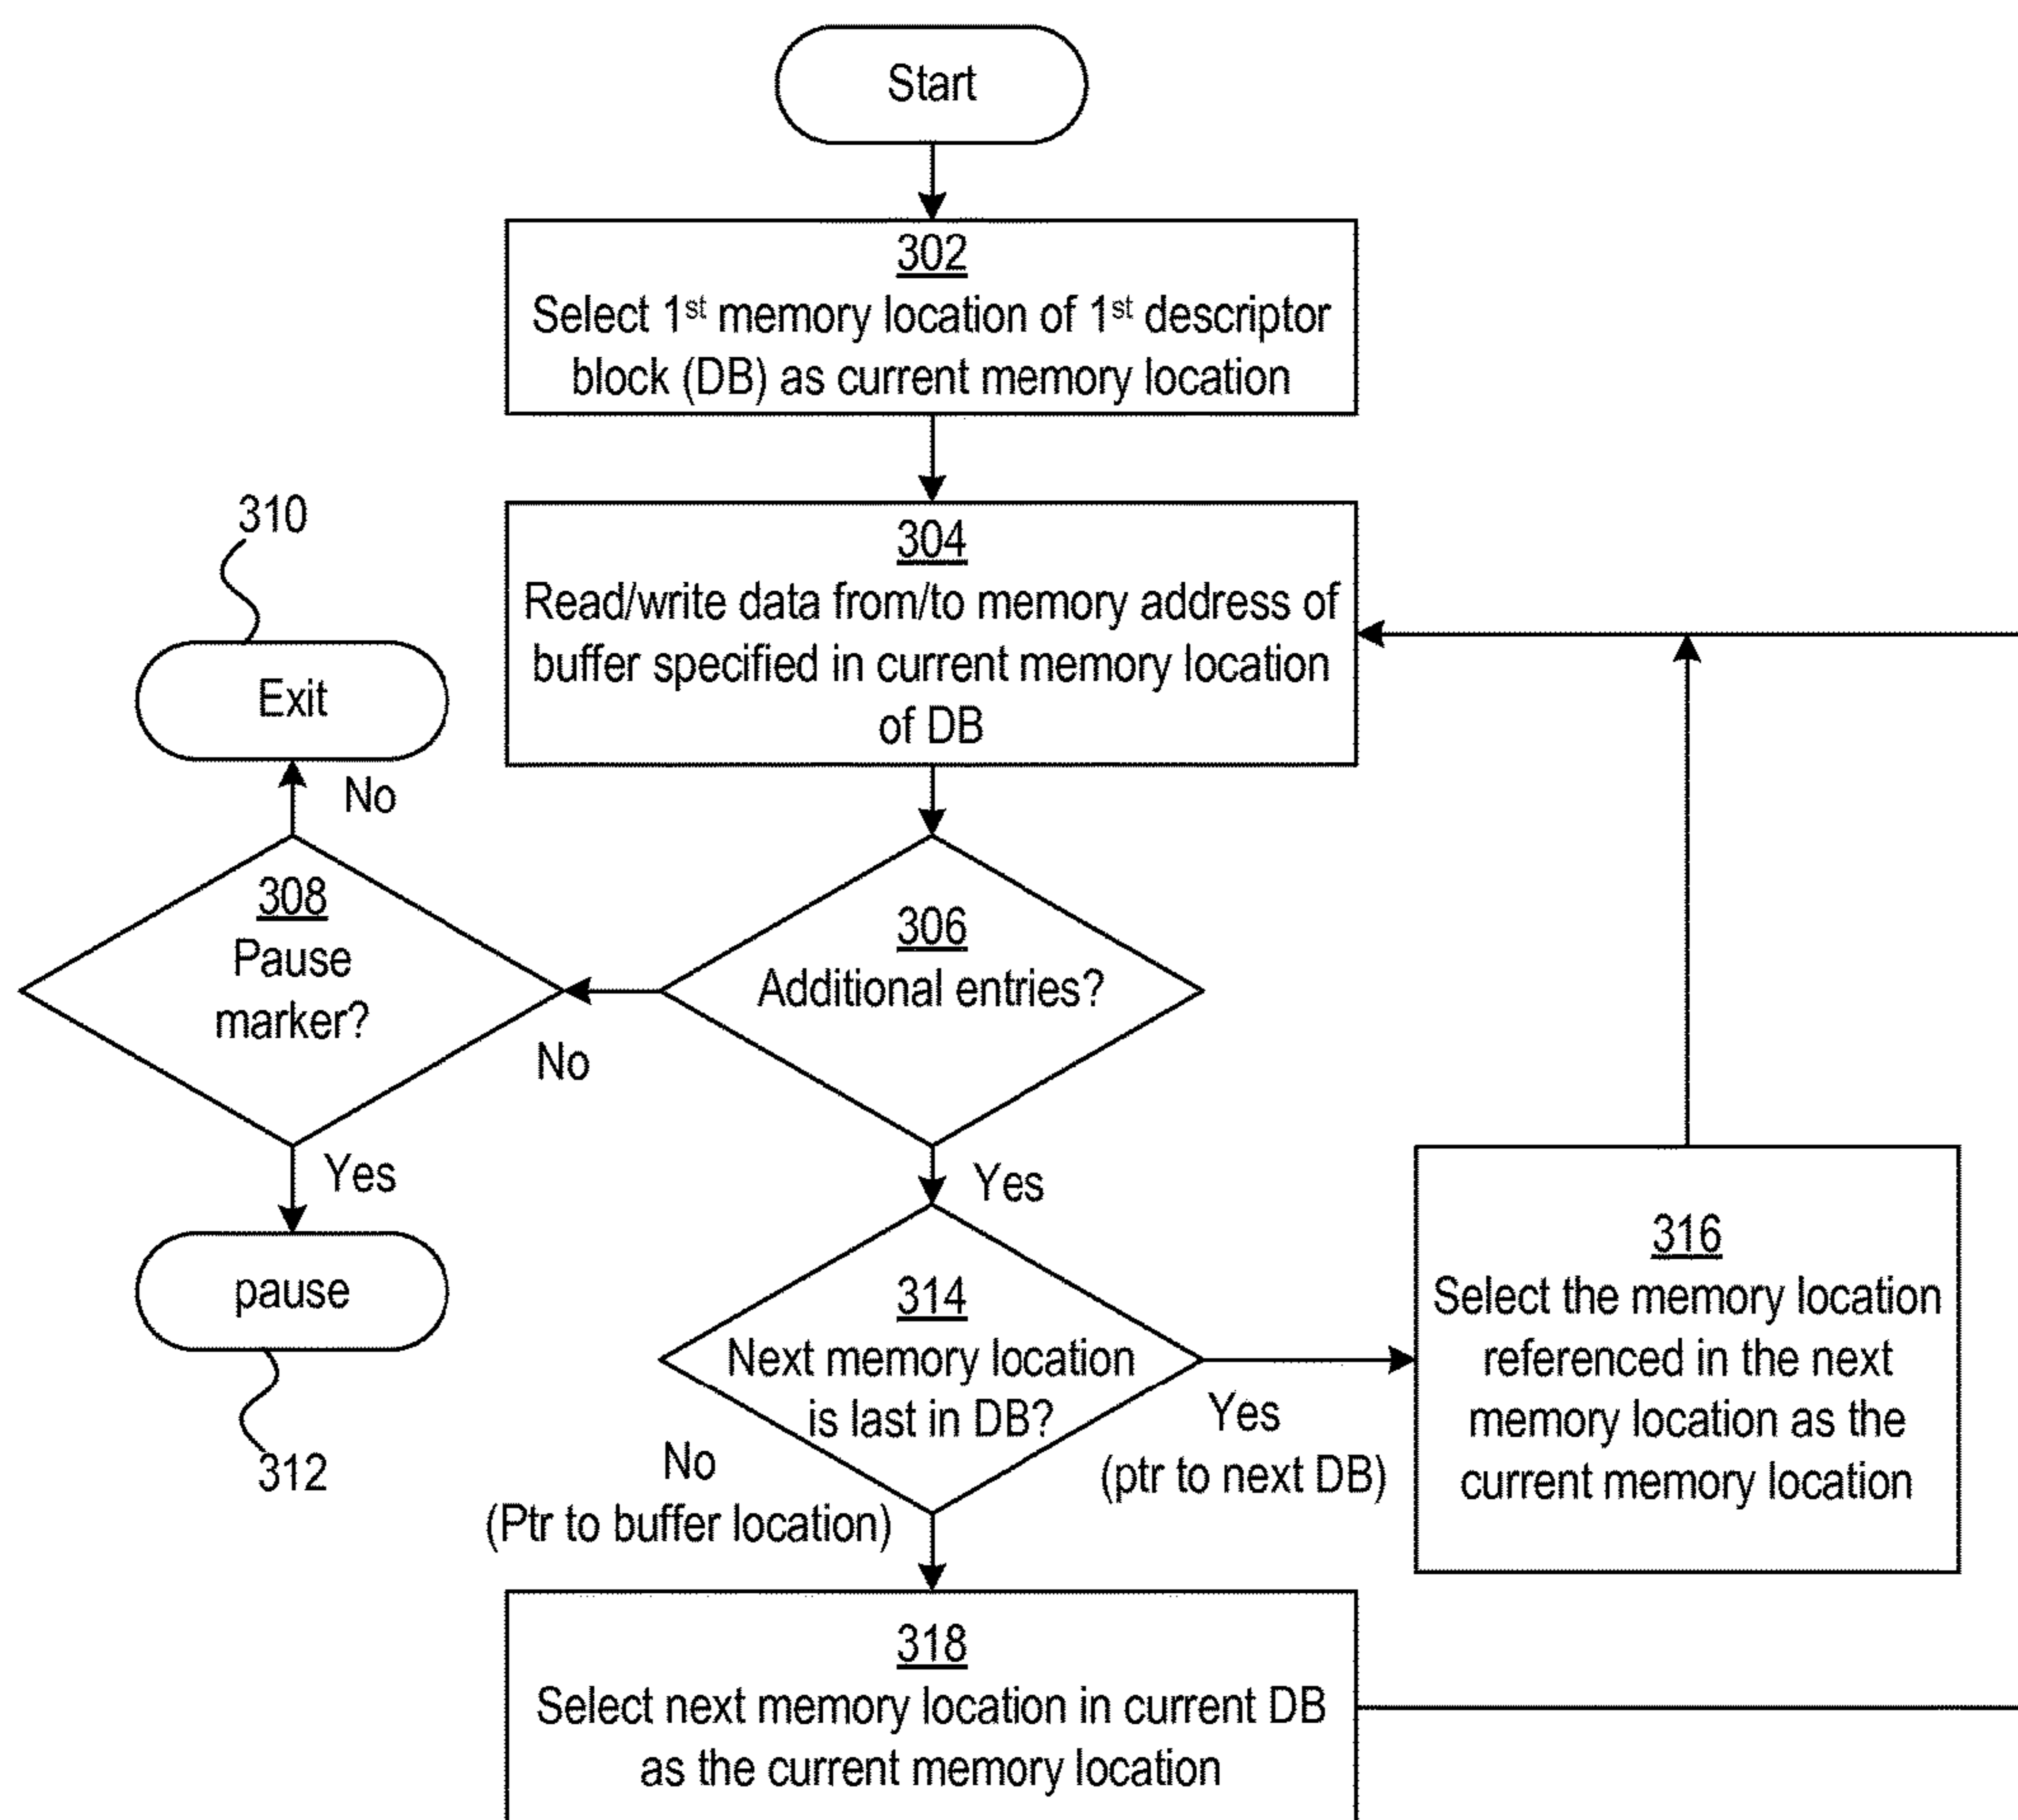 Start
302
Select 1st memory location of 1st descriptor
block (DB) as current memory location
310
304
Read/write data from/to memory address of
buffer specified in current memory location
of DB
Exit
No
308
Pause
marker?
306
Additional entries?
No
Yes
Yes
pause
312
314
Next memory location
is last in DB?
316
Select the memory location
referenced in the next
memory location as the
current memory location
Yes
(ptr to next DB)
No
(Ptr to buffer location)
318
Select next memory location in current DB
as the current memory location